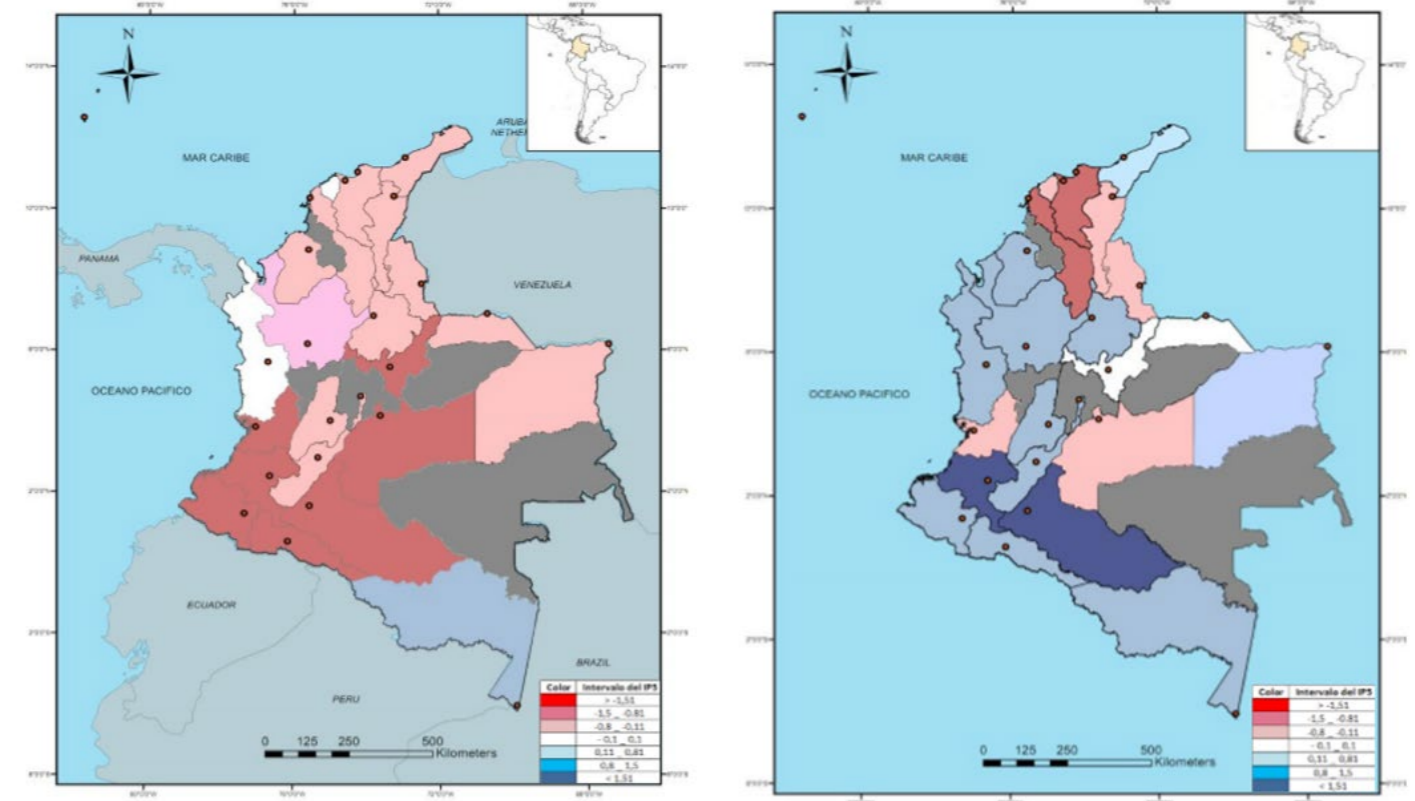 N
MAR CARIBE
ARUBA
NETHER
PANAMA
VENEZUELA
OCEANO PACIFICO
ECUADOR
PERU
BRAZIL
0 125 250 500
Kilometers
Color Intervalo del IPS
> -1,51
-1,5 _ -0.81
-0,8 _ -0,11
-0,1 _ 0,1
0,11 _ 0,81
0,8 _ 1,5
< 1,51
N
MAR CARIBE
OCEANO PACIFICO
0 125 250 500
Kilometers
Color Intervalo del IPS
> -1,51
-1,5 _ -0.81
-0,8 _ -0,11
-0,1 _ 0,1
0,11 _ 0,81
0,8 _ 1,5
< 1,51